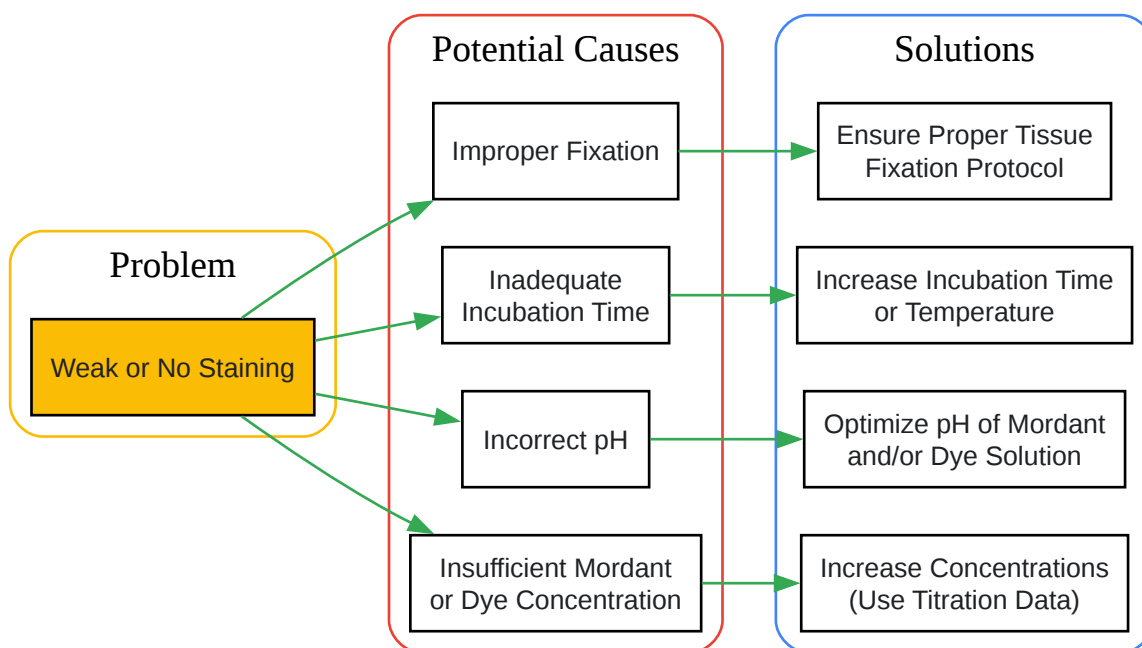 Problem
Weak or No Staining
Potential Causes
Improper Fixation
Inadequate
Incubation Time
Incorrect pH
Insufficient Mordant
or Dye Concentration
Solutions
Ensure Proper Tissue
Fixation Protocol
Increase Incubation Time
or Temperature
Optimize pH of Mordant
and/or Dye Solution
Increase Concentrations
(Use Titration Data)